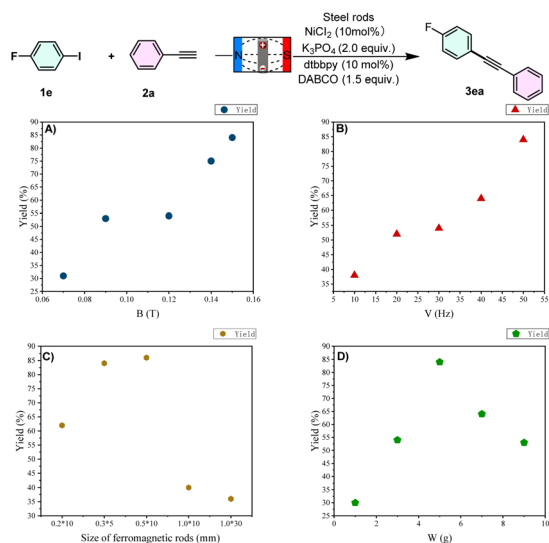 Steel rods
NiCl2 (10mol%)
K3PO4 (2.0 equiv.)
dtbbpy (10 mol%)
DABCO (1.5 equiv.)
F
I
+
N
S
F
1e
2a
3ea
Yield
A)
Yield (%)
90
85
80
75
70
65
60
55
50
45
40
35
30
25
0.06
0.08
0.10
0.12
0.14
0.16
B (T)
Yield
B)
Yield (%)
90
85
80
75
70
65
60
55
50
45
40
35
5
10
15
20
25
30
35
40
45
50
55
V (Hz)
Yield
C)
Yield (%)
90
85
80
75
70
65
60
55
50
45
40
35
30
0.2*10
0.3*5
0.5*10
1.0*10
1.0*30
Size of ferromagnetic rods (mm)
Yield
D)
Yield (%)
90
85
80
75
70
65
60
55
50
45
40
35
30
25
0
2
4
6
8
10
W (g)